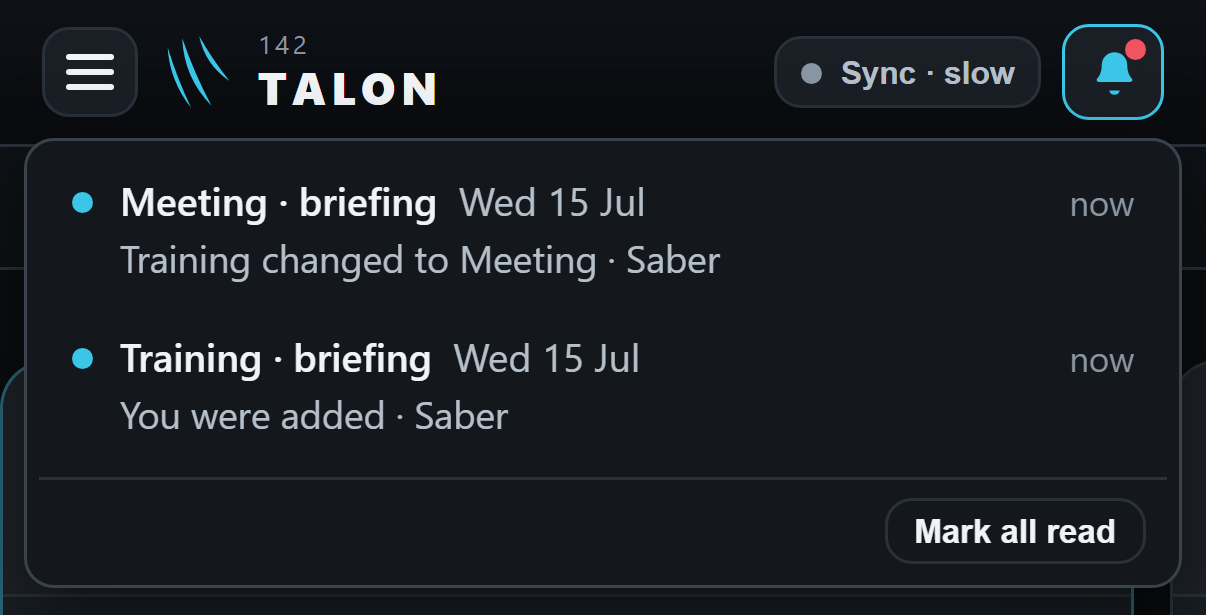 142
TALON
Sync · slow
Meeting · briefing Wed 15 Jul now
Training changed to Meeting · Saber
Training · briefing Wed 15 Jul now
You were added · Saber
Mark all read